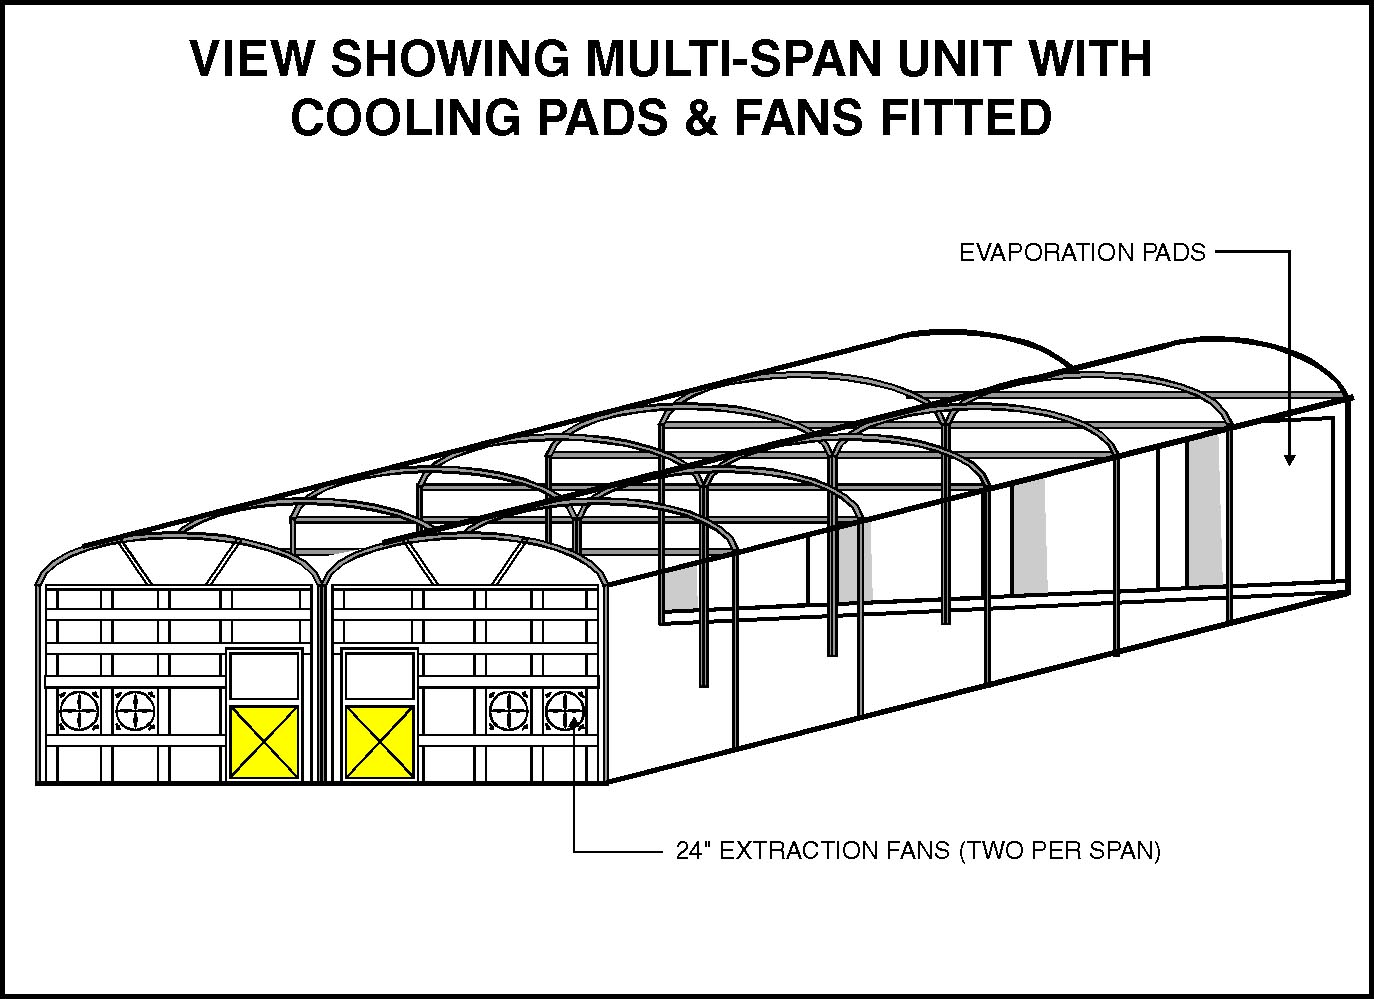 VIEW SHOWING MULTI-SPAN UNIT WITH
COOLING PADS & FANS FITTED
EVAPORATION PADS
24" EXTRACTION FANS (TWO PER SPAN)